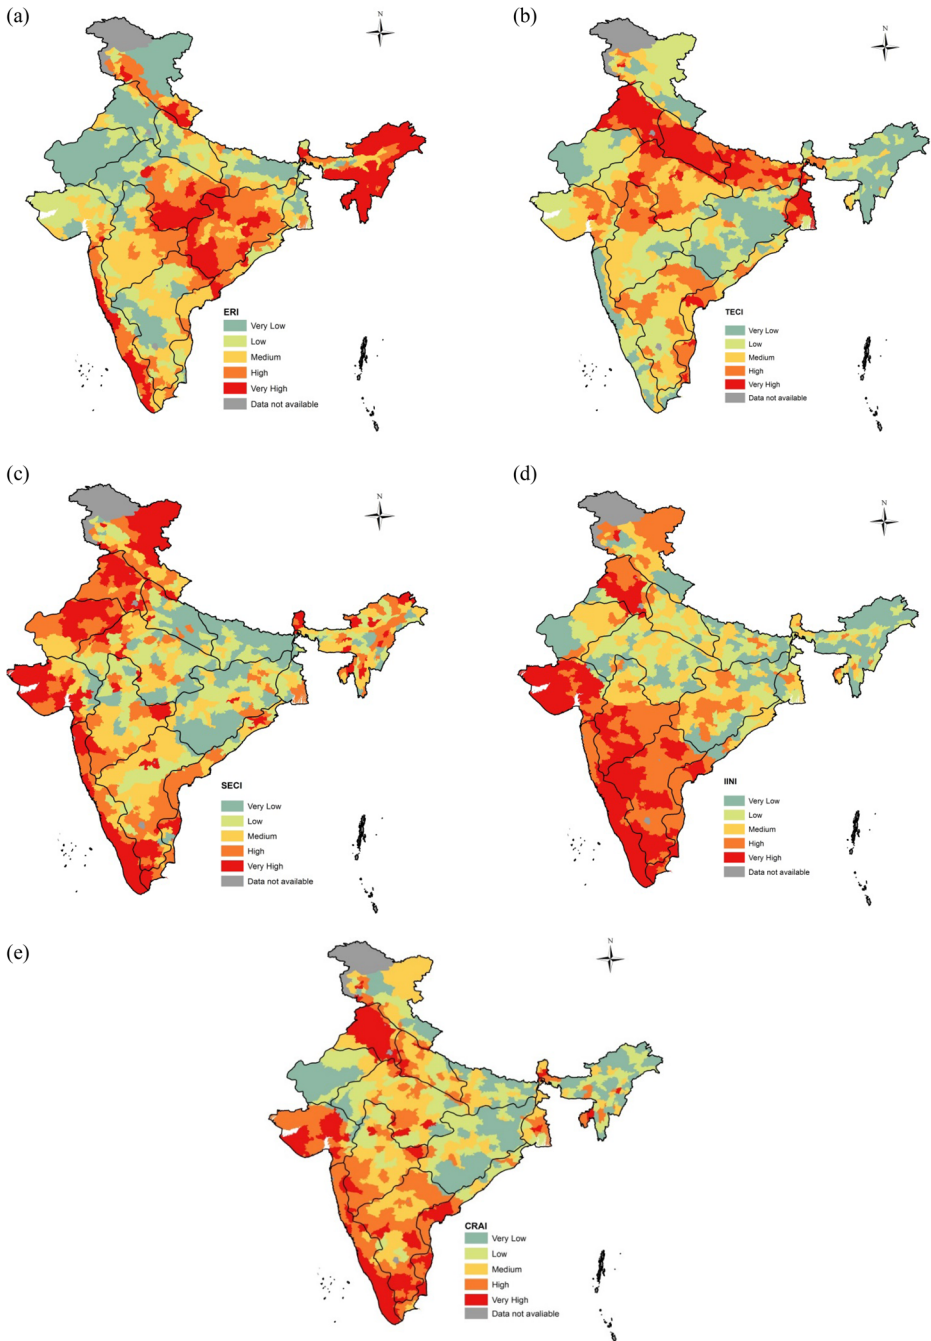 (a)
N
ERI
Very Low
Low
Medium
High
Very High
Data not available
(b)
N
TECI
Very Low
Low
Medium
High
Very High
Data not available
(c)
N
SECI
Very Low
Low
Medium
High
Very High
Data not available
(d)
N
IINI
Very Low
Low
Medium
High
Very High
Data not available
(e)
N
CRAI
Very Low
Low
Medium
High
Very High
Data not avaliable